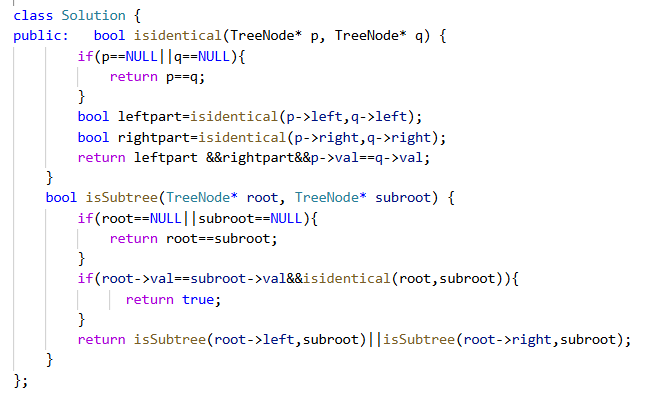 class Solution {
public:   bool isidentical(TreeNode* p, TreeNode* q) {
        if(p==NULL||q==NULL){
            return p==q;
        }
        bool leftpart=isidentical(p->left,q->left);
        bool rightpart=isidentical(p->right,q->right);
        return leftpart &&rightpart&&p->val==q->val;
    }
    bool isSubtree(TreeNode* root, TreeNode* subroot) {
        if(root==NULL||subroot==NULL){
            return root==subroot;
        }
        if(root->val==subroot->val&&isidentical(root,subroot)){
              return true;
        }
        return isSubtree(root->left,subroot)||isSubtree(root->right,subroot);
    }
};